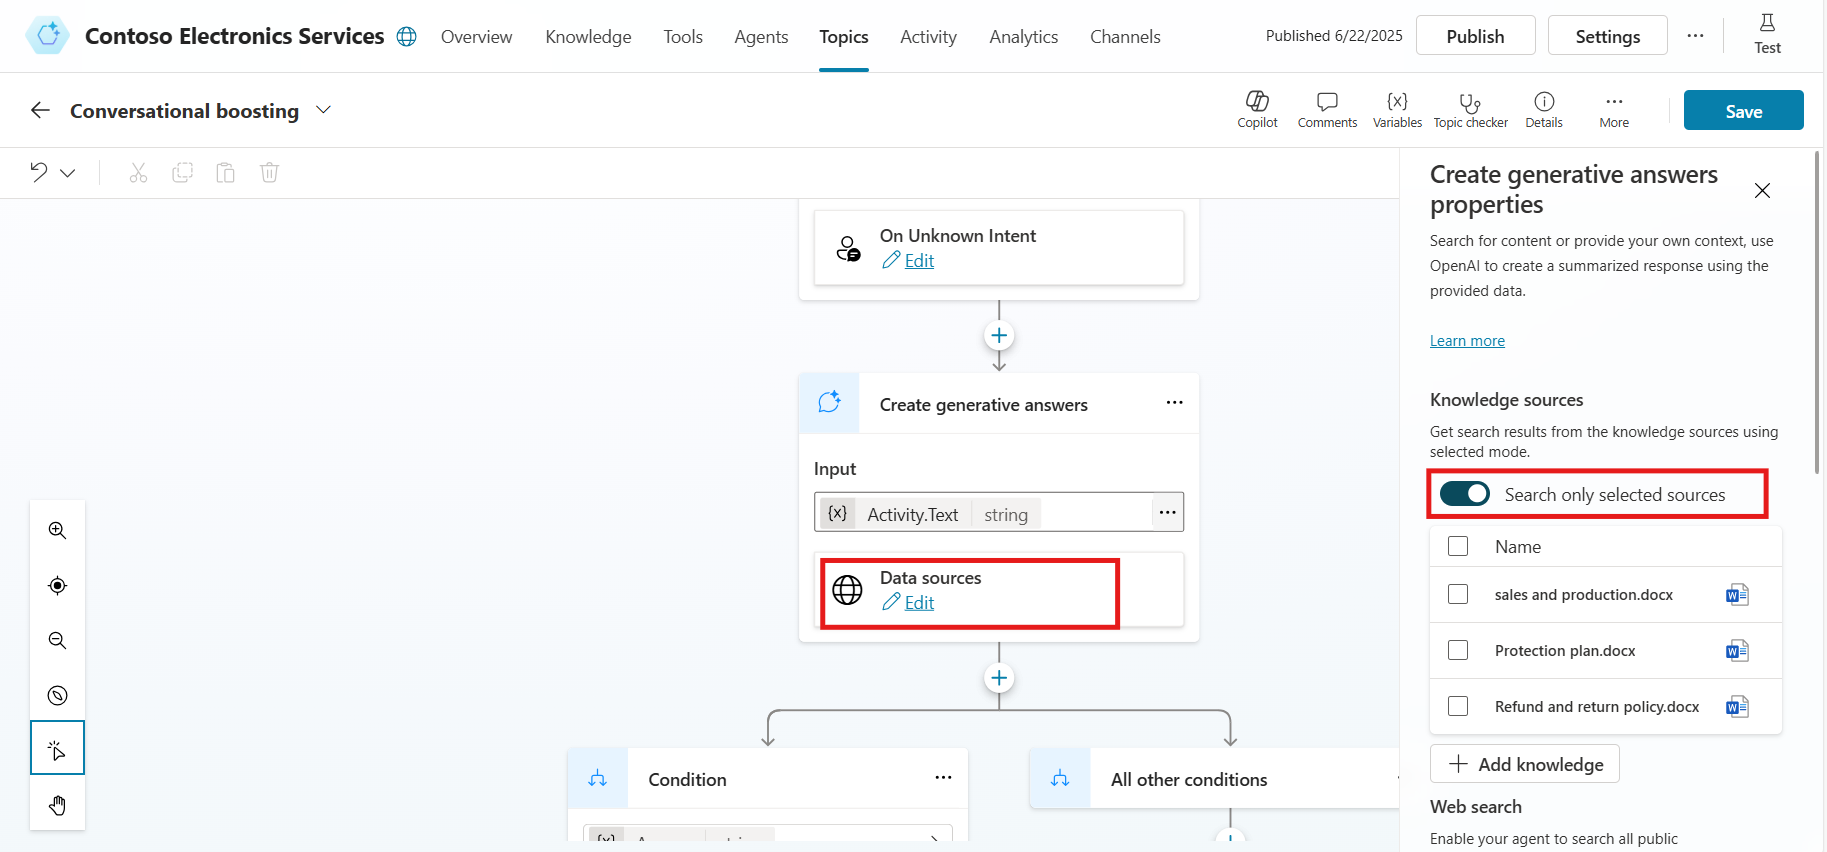 Contoso Electronics Services
Overview
Knowledge
Tools
Agents
Topics
Activity
Analytics
Channels
Published 6/22/2025
Publish
Settings
Test
Conversational boosting
Copilot
Comments
Variables
Topic checker
Details
More
Save
On Unknown Intent
Edit
Create generative answers
Input
{x} Activity.Text string
Data sources
Edit
Condition
All other conditions
Create generative answers
properties
Search for content or provide your own context, use
OpenAI to create a summarized response using the
provided data.
Learn more
Knowledge sources
Get search results from the knowledge sources using
selected mode.
Search only selected sources
Name
sales and production.docx
Protection plan.docx
Refund and return policy.docx
Add knowledge
Web search
Enable your agent to search all public